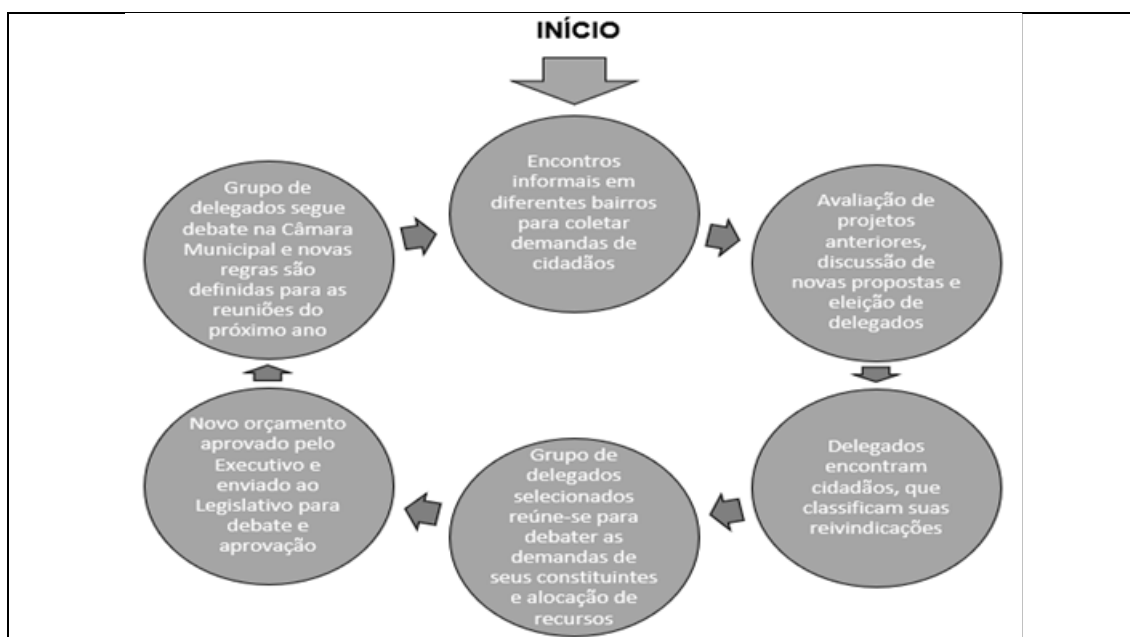 INÍCIO
Encontros
informais em
diferentes bairros
para coletar
demandas de
cidadãos
Avaliação de
projetos
anteriores,
discussão de
novas propostas e
eleição de
delegados
Delegados
encontram
cidadãos, que
classificam suas
reivindicações
Grupo de
delegados
selecionados
reúne-se para
debater as
demandas de
seus constituintes
e alocação de
recursos
Novo orçamento
aprovado pelo
Executivo e
enviado ao
Legislativo para
debate e
aprovação
Grupo de
delegados segue
debate na Câmara
Municipal e novas
regras são
definidas para as
reuniões do
próximo ano